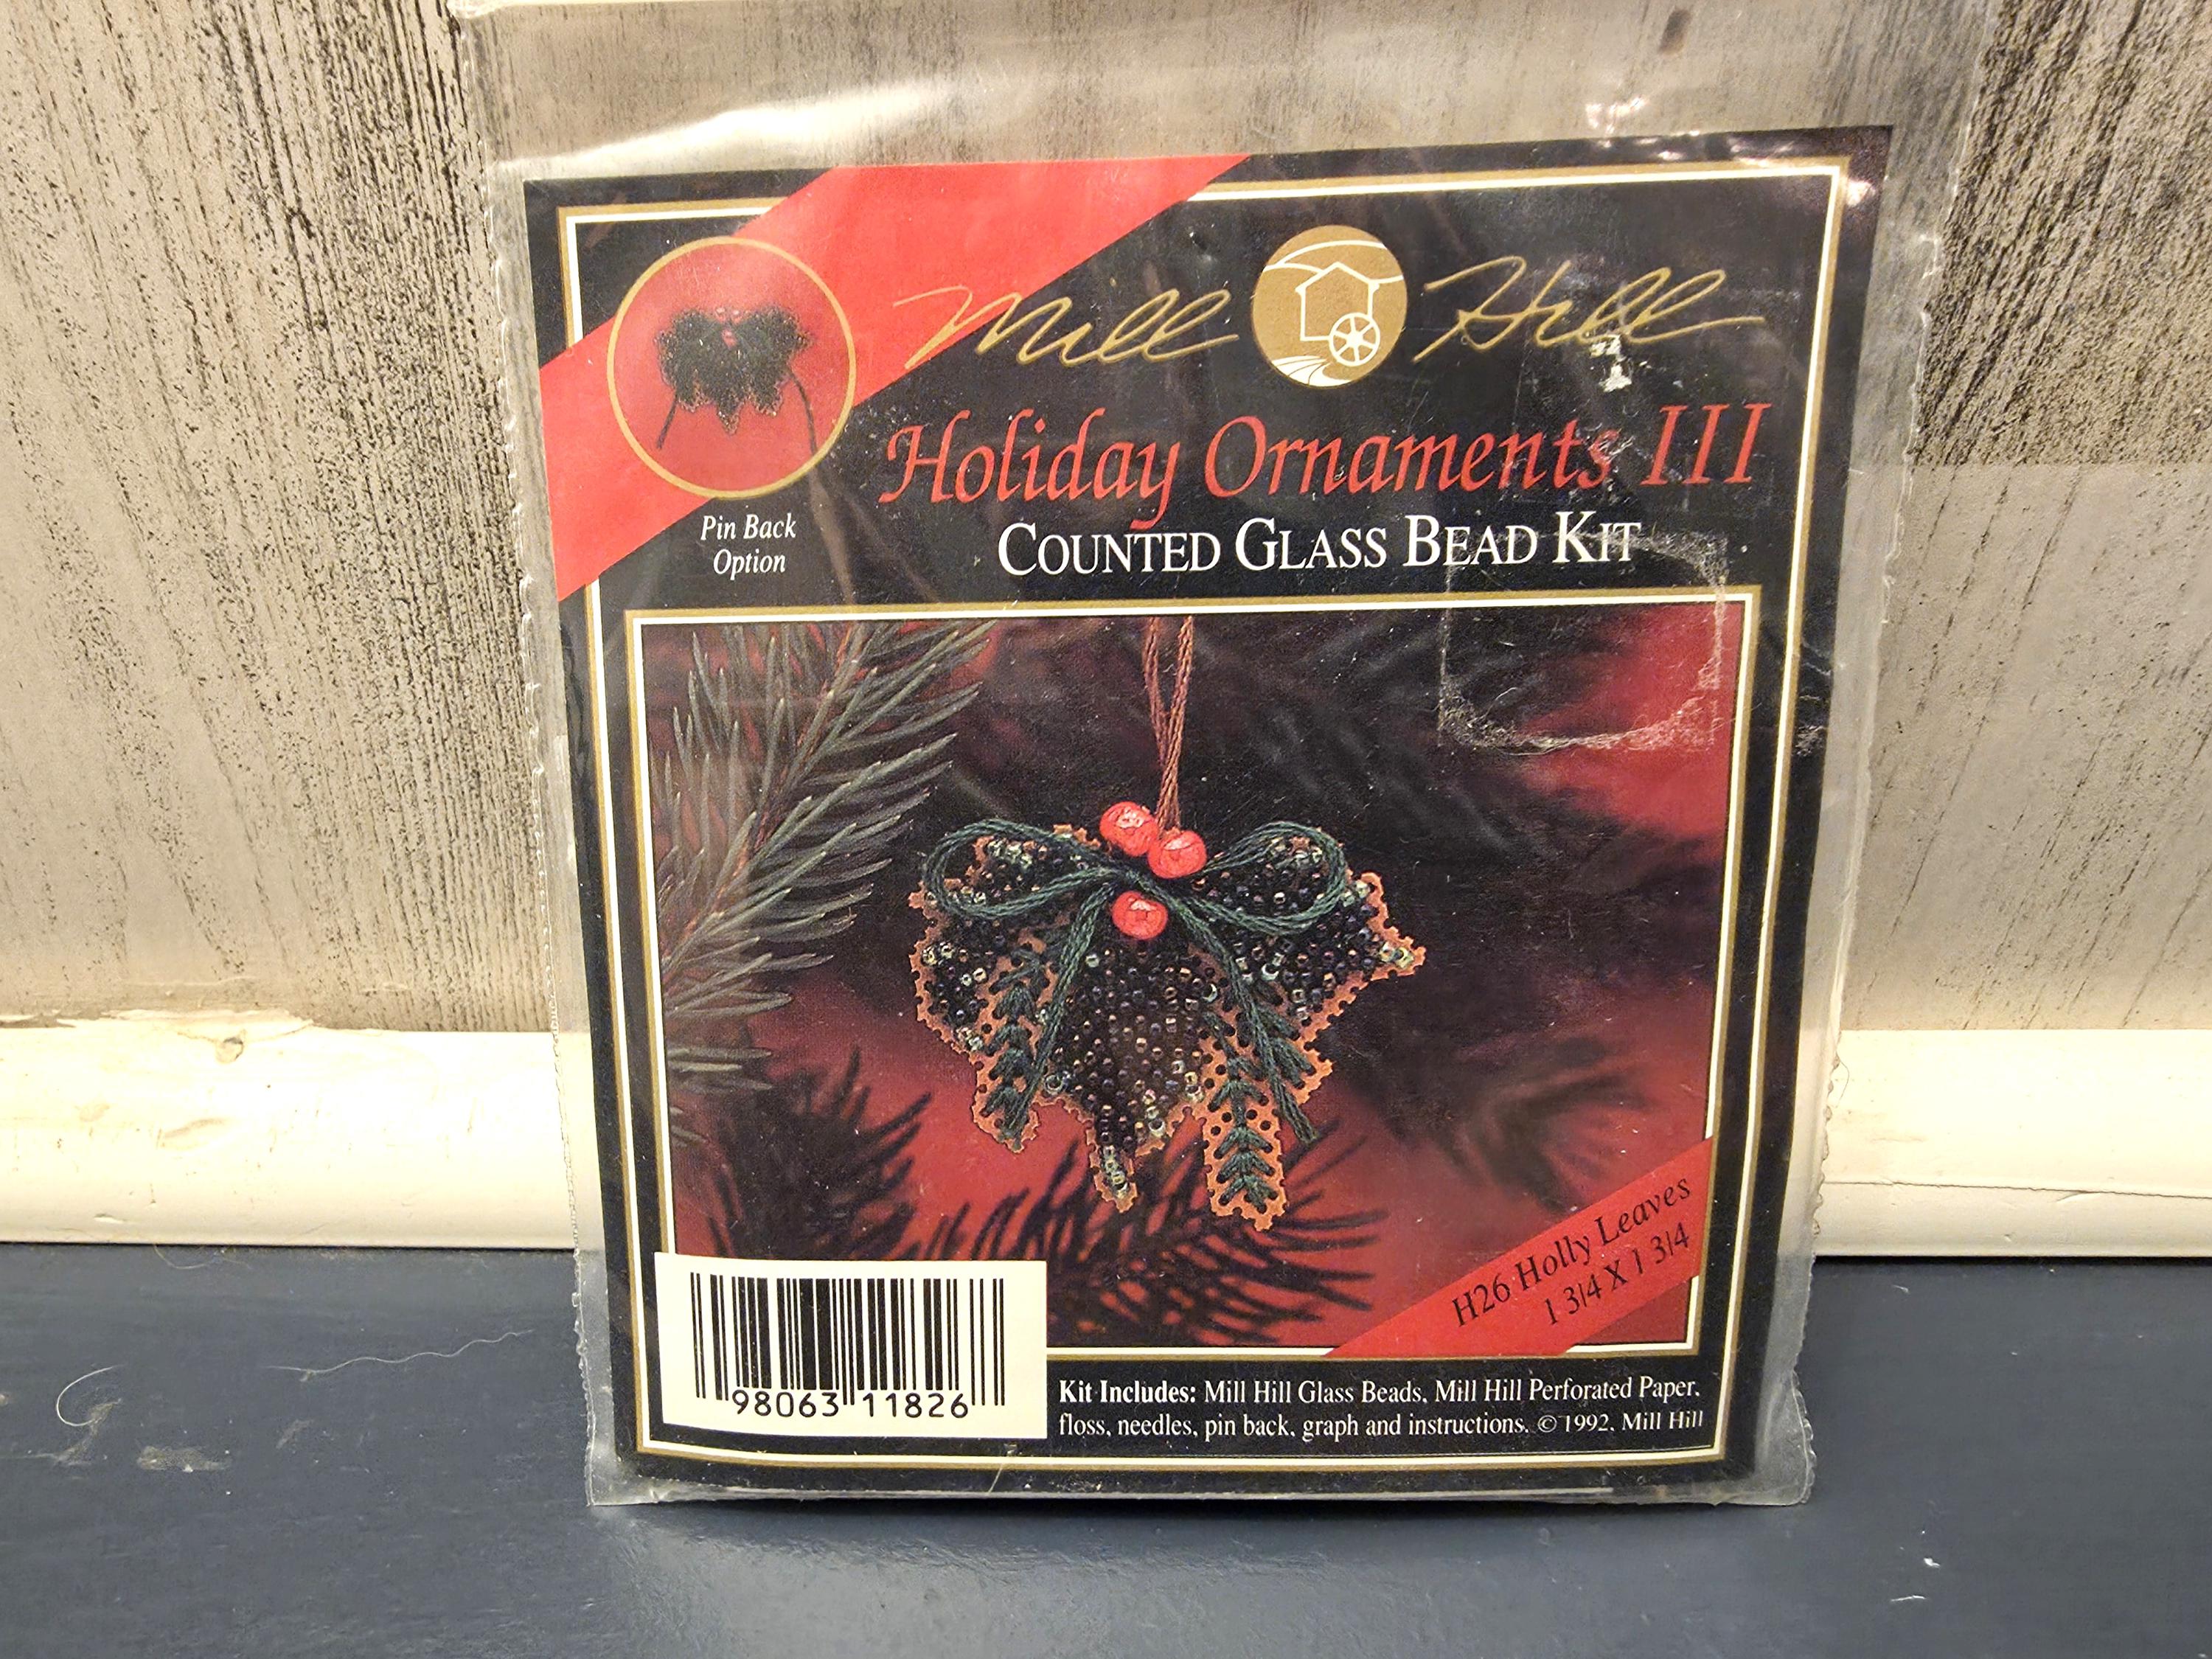 Mill Hill
Holiday Ornaments III
COUNTED GLASS BEAD KIT
Pin Back
Option
H26 Holly Leaves
1 3/4 X 1 3/4
98063 11826
Kit Includes: Mill Hill Glass Beads, Mill Hill Perforated Paper,
floss, needles, pin back, graph and instructions. © 1992, Mill Hill